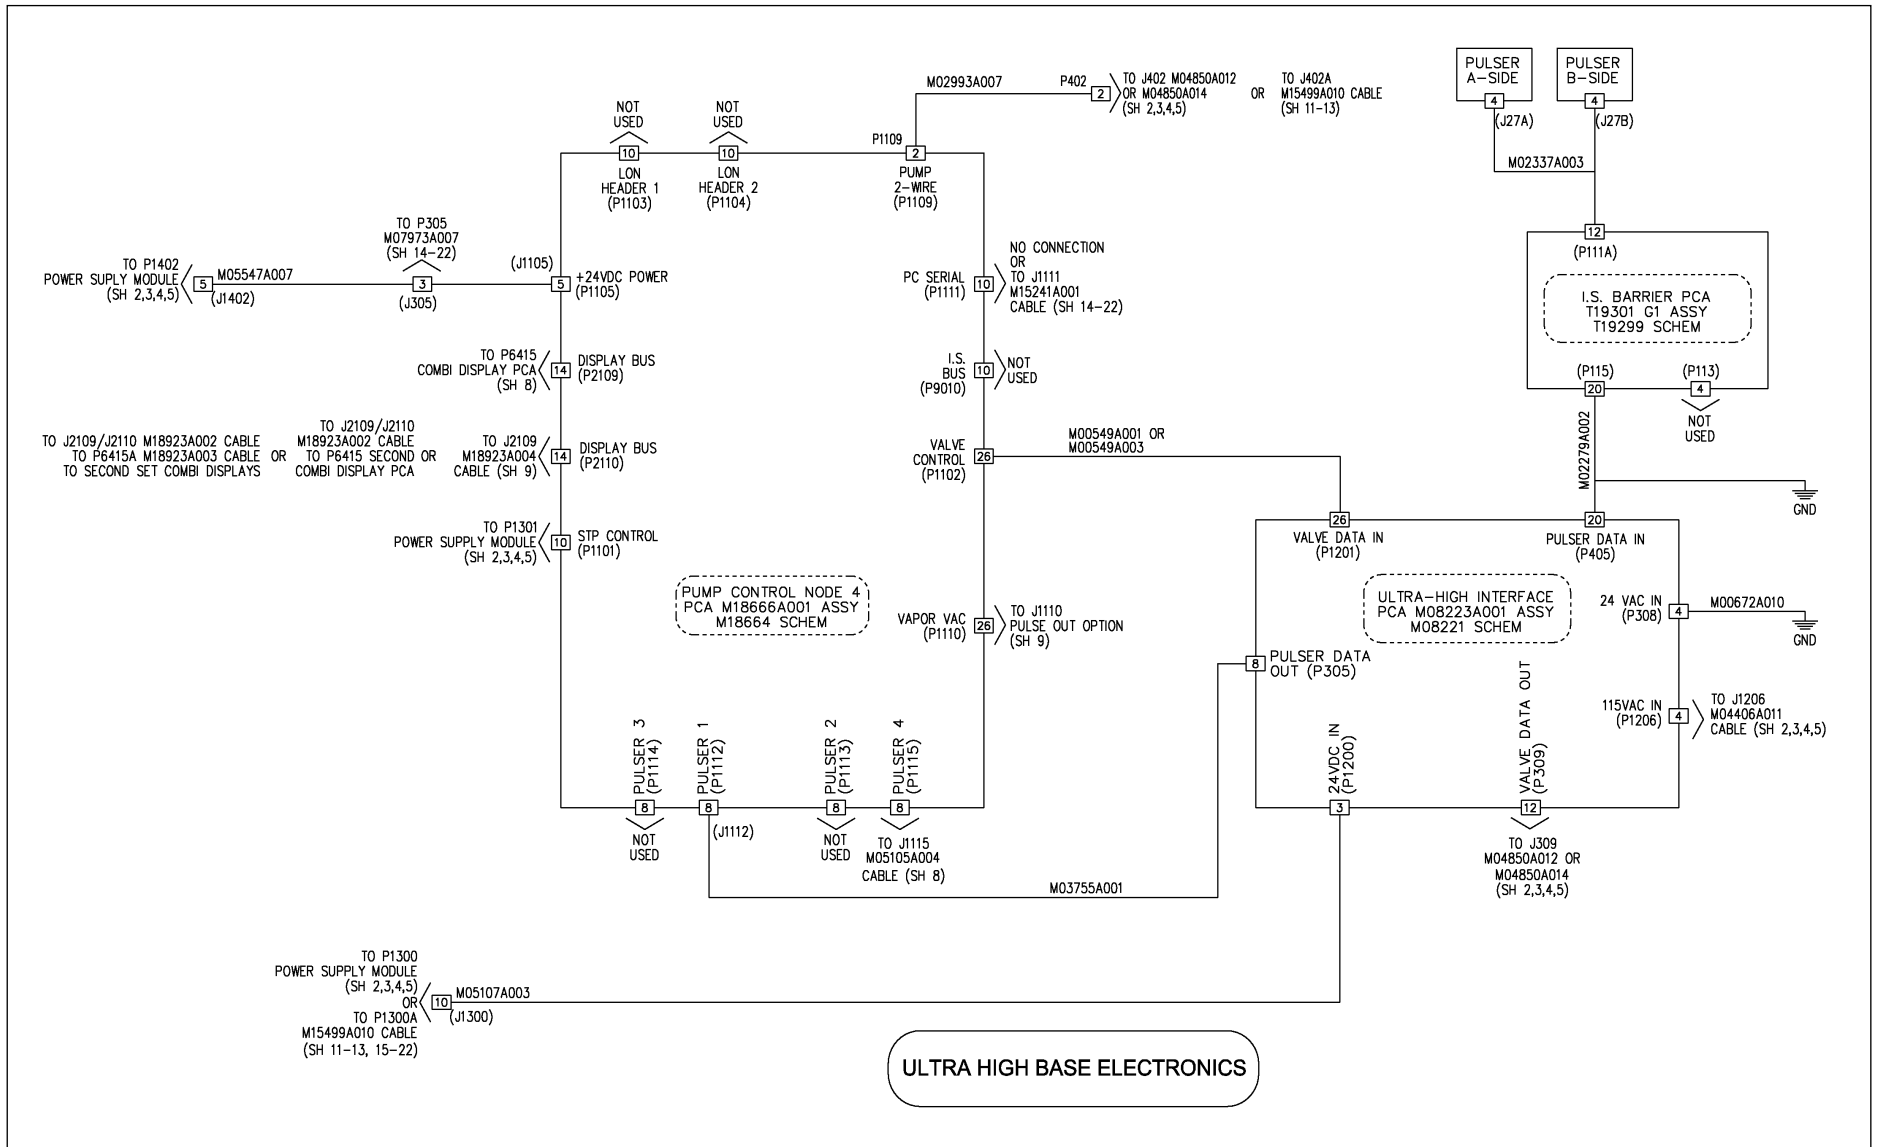 M02993A007
P402
2
TO J402 M04850A012
OR M04850A014
(SH 2,3,4,5)
OR
TO J402A
M15499A010 CABLE
(SH 11-13)
PULSER
A-SIDE
4
(J27A)
PULSER
B-SIDE
4
(J27B)
M02337A003
NOT
USED
10
LON
HEADER 1
(P1103)
NOT
USED
10
LON
HEADER 2
(P1104)
P1109
2
PUMP
2-WIRE
(P1109)
12
(P111A)
I.S. BARRIER PCA
T19301 G1 ASSY
T19299 SCHEM
(P115)
20
(P113)
4
NOT
USED
TO P1402
POWER SUPLY MODULE
(SH 2,3,4,5)
5
M05547A007
(J1402)
TO P305
M07973A007
(SH 14-22)
3
(J305)
(J1105)
5
+24VDC POWER
(P1105)
PC SERIAL
(P1111)
10
NO CONNECTION
OR
TO J1111
M15241A001
CABLE (SH 14-22)
TO P6415
COMBI DISPLAY PCA
(SH 8)
14
DISPLAY BUS
(P2109)
I.S.
BUS
(P9010)
10
NOT
USED
TO J2109/J2110 M18923A002 CABLE
TO P6415A M18923A003 CABLE
TO SECOND SET COMBI DISPLAYS
OR
TO J2109/J2110
M18923A002 CABLE
TO P6415 SECOND
COMBI DISPLAY PCA
OR
TO J2109
M18923A004
CABLE (SH 9)
14
DISPLAY BUS
(P2110)
VALVE
CONTROL
(P1102)
26
M00549A001 OR
M00549A003
M02279A002
GND
TO P1301
POWER SUPPLY MODULE
(SH 2,3,4,5)
10
STP CONTROL
(P1101)
26
VALVE DATA IN
(P1201)
20
PULSER DATA IN
(P405)
PUMP CONTROL NODE 4
PCA M18666A001 ASSY
M18664 SCHEM
VAPOR VAC
(P1110)
26
TO J1110
PULSE OUT OPTION
(SH 9)
ULTRA-HIGH INTERFACE
PCA M08223A001 ASSY
M08221 SCHEM
24 VAC IN
(P308)
4
M00672A010
GND
8
PULSER DATA
OUT (P305)
115VAC IN
(P1206)
4
TO J1206
M04406A011
CABLE (SH 2,3,4,5)
PULSER 3
(P1114)
8
NOT
USED
PULSER 1
(P1112)
8
(J1112)
PULSER 2
(P1113)
8
NOT
USED
PULSER 4
(P1115)
8
TO J1115
M05105A004
CABLE (SH 8)
24VDC IN
(P1200)
3
VALVE DATA OUT
(P309)
12
TO J309
M04850A012 OR
M04850A014
(SH 2,3,4,5)
M03755A001
TO P1300
POWER SUPPLY MODULE
(SH 2,3,4,5)
OR
TO P1300A
M15499A010 CABLE
(SH 11-13, 15-22)
10
M05107A003
(J1300)
ULTRA HIGH BASE ELECTRONICS